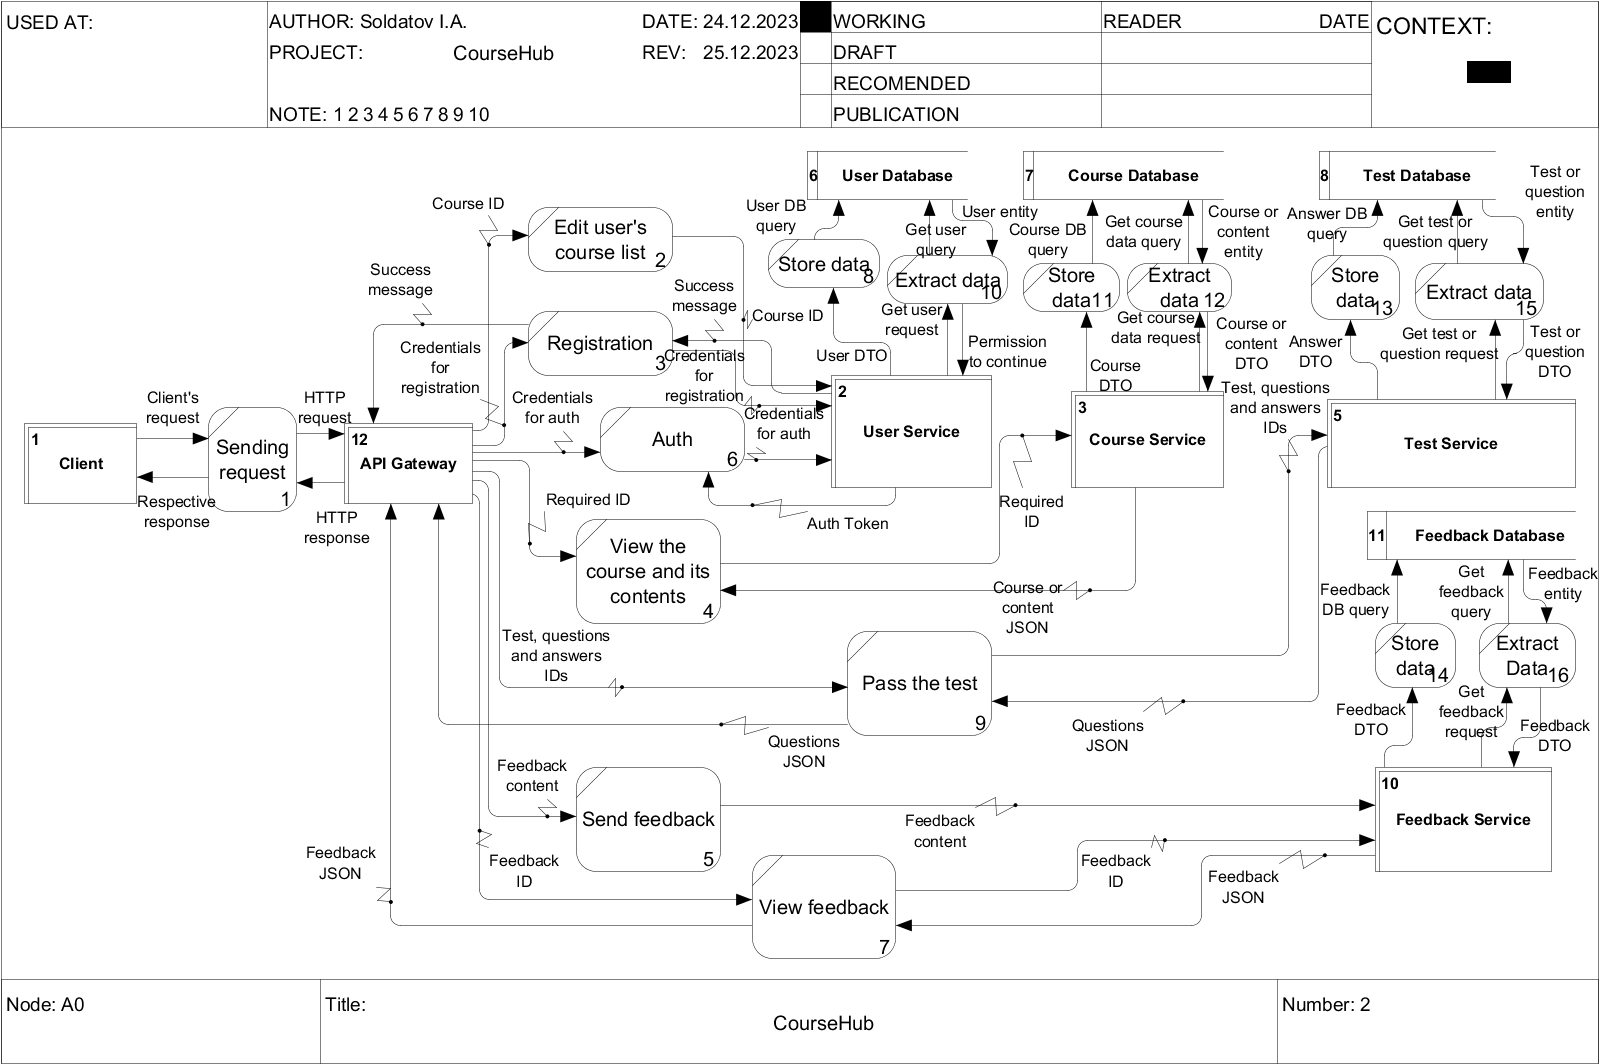 USED AT:
AUTHOR: Soldatov I.A.
DATE: 24.12.2023
PROJECT:
CourseHub
REV: 25.12.2023
NOTE: 1 2 3 4 5 6 7 8 9 10
WORKING
DRAFT
RECOMENDED
PUBLICATION
READER
DATE
CONTEXT:
6
User Database
7
Course Database
8
Test Database
Test or
question
entity
Course ID
Edit user's
course list
2
User DB
query
User entity
Get user
query
Course DB
query
Get course
data query
Course or
content
entity
Answer DB
query
Get test or
question query
Store data
8
Extract data
10
Store
data
11
Extract
data
12
Store
data
13
Extract data
15
Success
message
Success
message
Course ID
Get user
request
Get course
data request
Course or
content
DTO
Answer
DTO
Get test or
question request
Test or
question
DTO
Registration
3
Credentials
for
registration
Credentials
for
registration
User DTO
Permission
to continue
Course
DTO
Test, questions
and answers
IDs
Client's
request
HTTP
request
Credentials
for auth
Credentials
for auth
1
Client
Sending
request
1
12
API Gateway
Auth
6
2
User Service
3
Course Service
5
Test Service
Respective
response
HTTP
response
Required ID
Auth Token
Required
ID
11
Feedback Database
View the
course and its
contents
4
Course or
content
JSON
Feedback
DB query
Get
feedback
query
Feedback
entity
Test, questions
and answers
IDs
Pass the test
9
Store
data
14
Extract
Data
16
Questions
JSON
Questions
JSON
Feedback
DTO
Get
feedback
request
Feedback
DTO
Feedback
content
Send feedback
5
Feedback
content
10
Feedback Service
Feedback
JSON
Feedback
ID
View feedback
7
Feedback
ID
Feedback
JSON
Node: A0
Title:
CourseHub
Number: 2